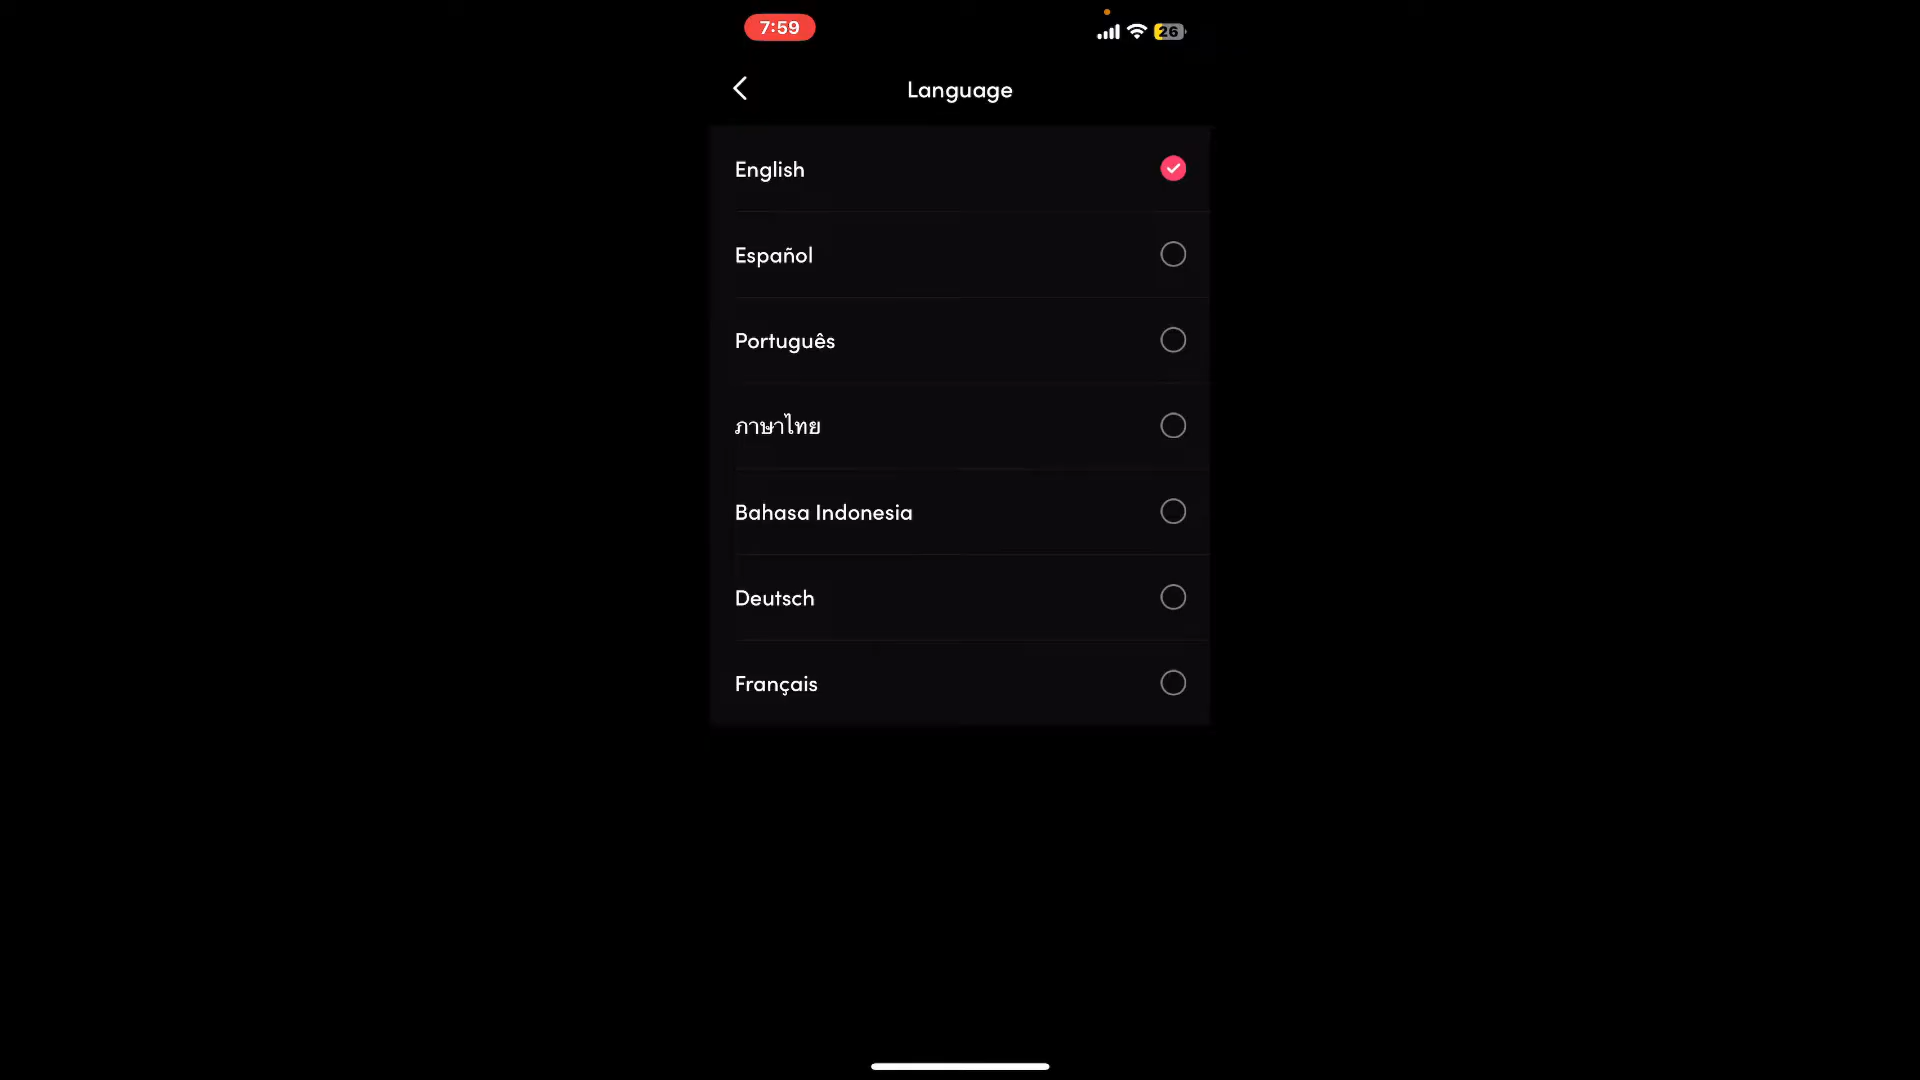 7:59
26
Language
English
Español
Português
ภาษาไทย
Bahasa Indonesia
Deutsch
Français